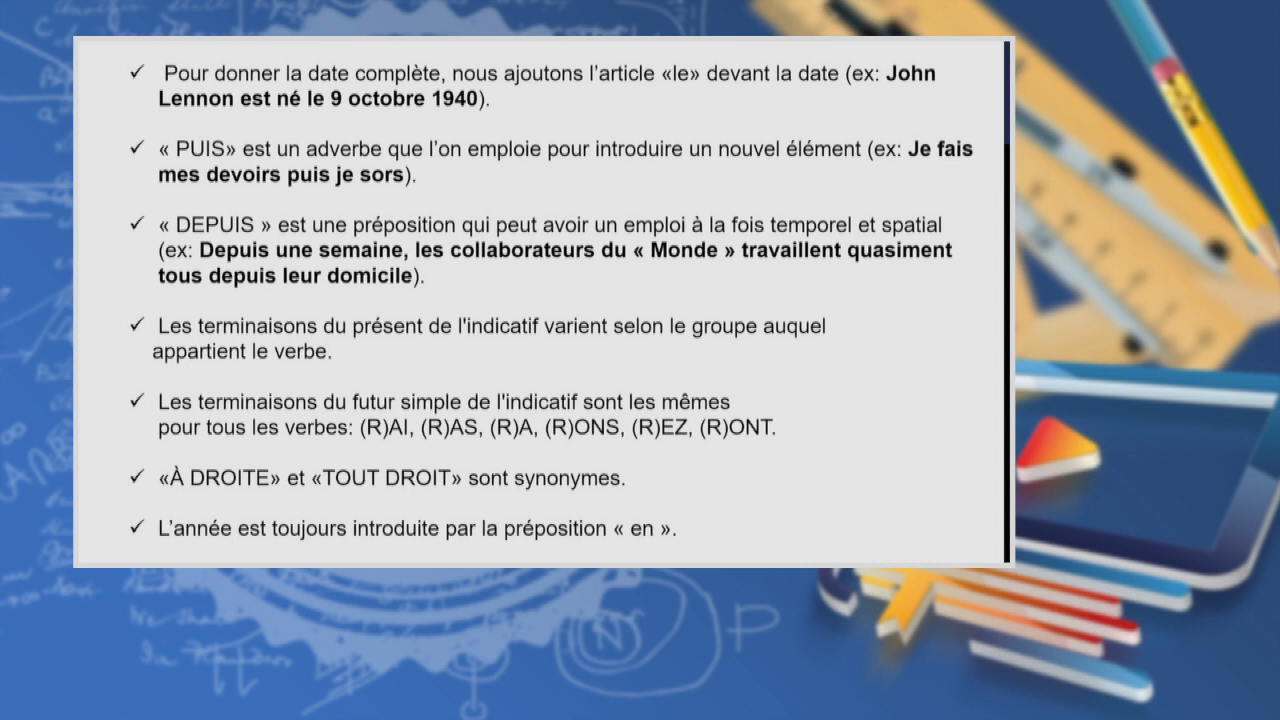 ✓ Pour donner la date complète, nous ajoutons l’article «le» devant la date (ex: John
Lennon est né le 9 octobre 1940).
✓ « PUIS» est un adverbe que l’on emploie pour introduire un nouvel élément (ex: Je fais
mes devoirs puis je sors).
✓ « DEPUIS » est une préposition qui peut avoir un emploi à la fois temporel et spatial
(ex: Depuis une semaine, les collaborateurs du « Monde » travaillent quasiment
tous depuis leur domicile).
✓ Les terminaisons du présent de l'indicatif varient selon le groupe auquel
appartient le verbe.
✓ Les terminaisons du futur simple de l'indicatif sont les mêmes
pour tous les verbes: (R)AI, (R)AS, (R)A, (R)ONS, (R)EZ, (R)ONT.
✓ «À DROITE» et «TOUT DROIT» sont synonymes.
✓ L’année est toujours introduite par la préposition « en ».
N
P